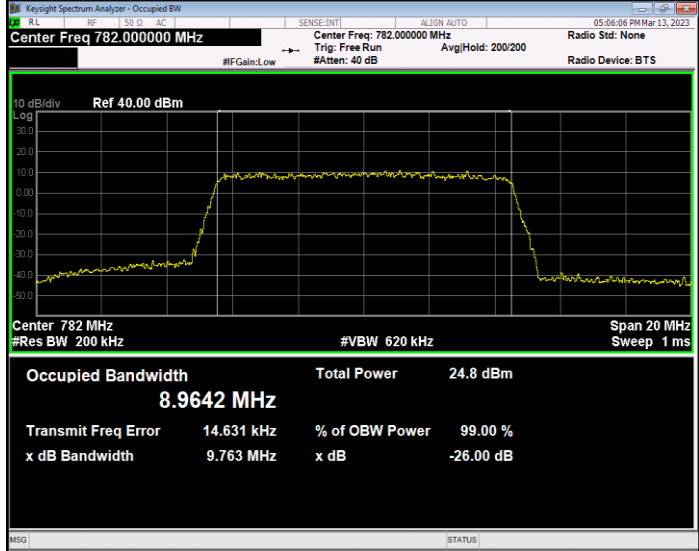 Keysight Spectrum Analyzer - Occupied BW
RL RF 50 Ω AC SENSE:INT ALIGN AUTO 05:06:06 PM Mar 13, 2023
Center Freq 782.000000 MHz Center Freq: 782.000000 MHz Radio Std: None
Trig: Free Run Avg|Hold: 200/200
#IFGain:Low #Atten: 40 dB Radio Device: BTS
10 dB/div Ref 40.00 dBm
Log
30.0
20.0
10.0
0.00
-10.0
-20.0
-30.0
-40.0
-50.0
Center 782 MHz Span 20 MHz
#Res BW 200 kHz #VBW 620 kHz Sweep 1 ms
Occupied Bandwidth Total Power 24.8 dBm
8.9642 MHz
Transmit Freq Error 14.631 kHz % of OBW Power 99.00 %
x dB Bandwidth 9.763 MHz x dB -26.00 dB
MSG STATUS